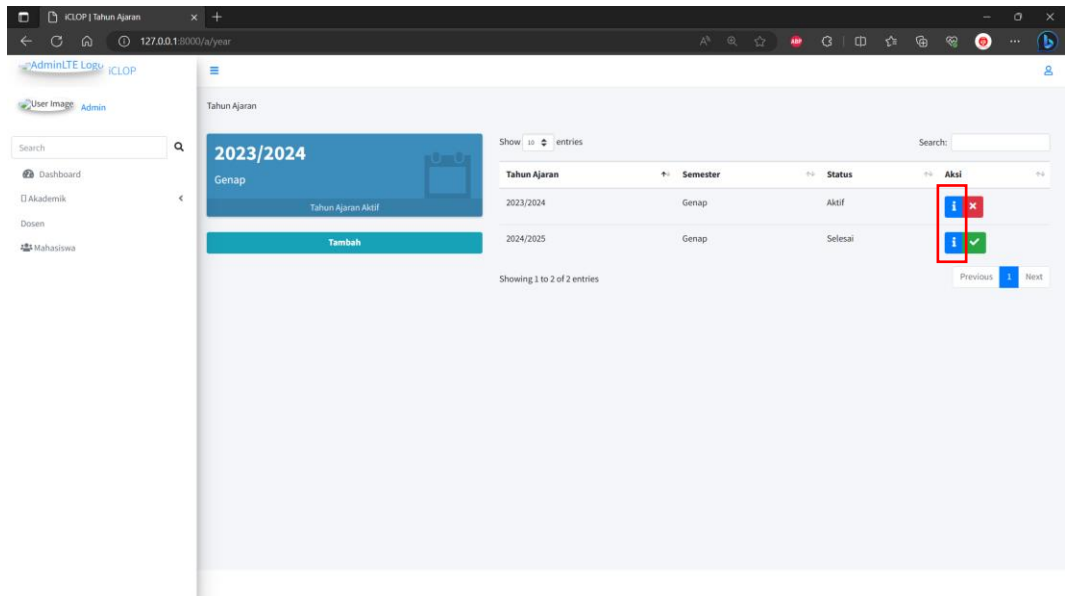 iCLOP | Tahun Ajaran
127.0.0.1:8000/a/year
ABP
AdminLTE Logo iCLOP
User Image Admin
Search
Dashboard
Akademik
Dosen
Mahasiswa
Tahun Ajaran
2023/2024
Genap
Tahun Ajaran Aktif
Tambah
Show 10 entries
Search:
Tahun Ajaran Semester Status Aksi
2023/2024 Genap Aktif i
2024/2025 Genap Selesai i
Showing 1 to 2 of 2 entries
Previous 1 Next